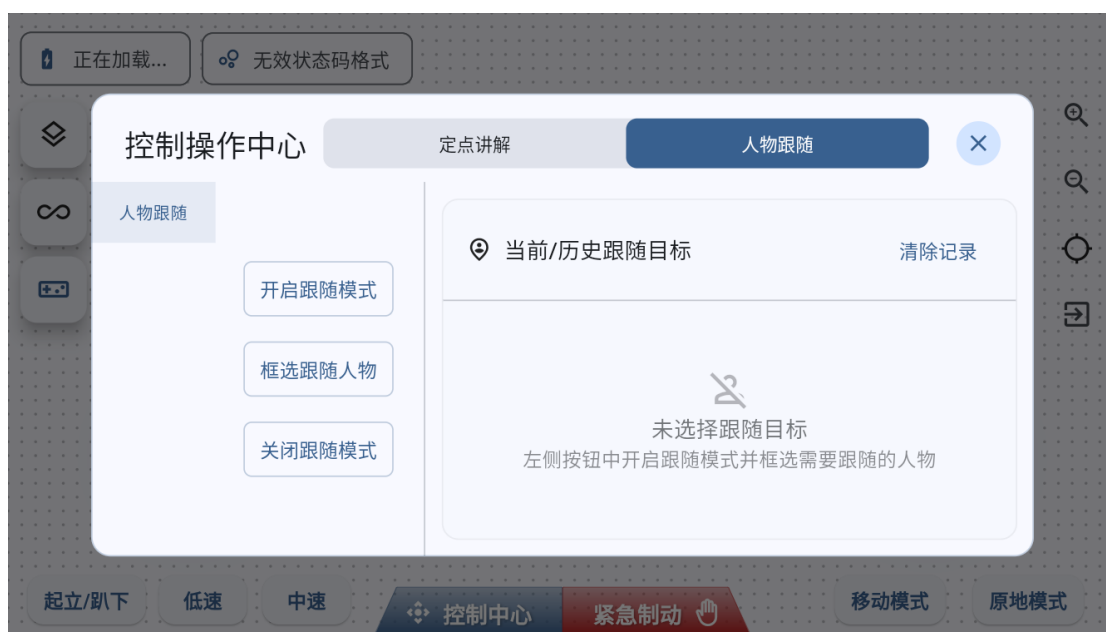 正在加载...
无效状态码格式
控制操作中心
定点讲解
人物跟随
人物跟随
开启跟随模式
框选跟随人物
关闭跟随模式
当前/历史跟随目标
清除记录
未选择跟随目标
左侧按钮中开启跟随模式并框选需要跟随的人物
起立/趴下
低速
中速
控制中心
紧急制动
移动模式
原地模式